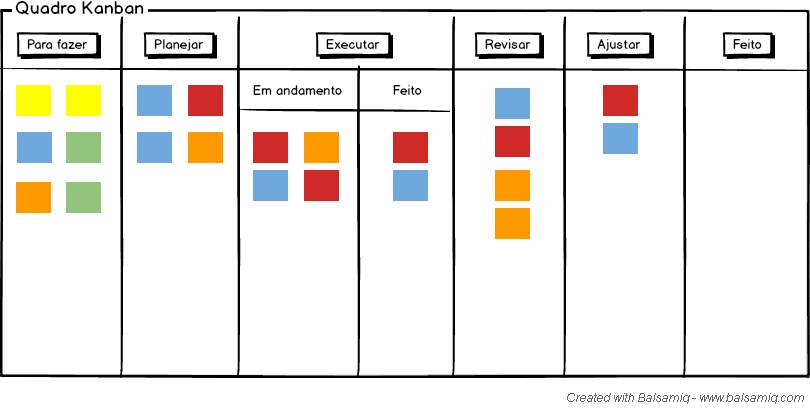 Quadro Kanban
Para fazer
Planejar
Executar
Revisar
Ajustar
Feito
Em andamento
Feito
Created with Balsamiq - www.balsamiq.com